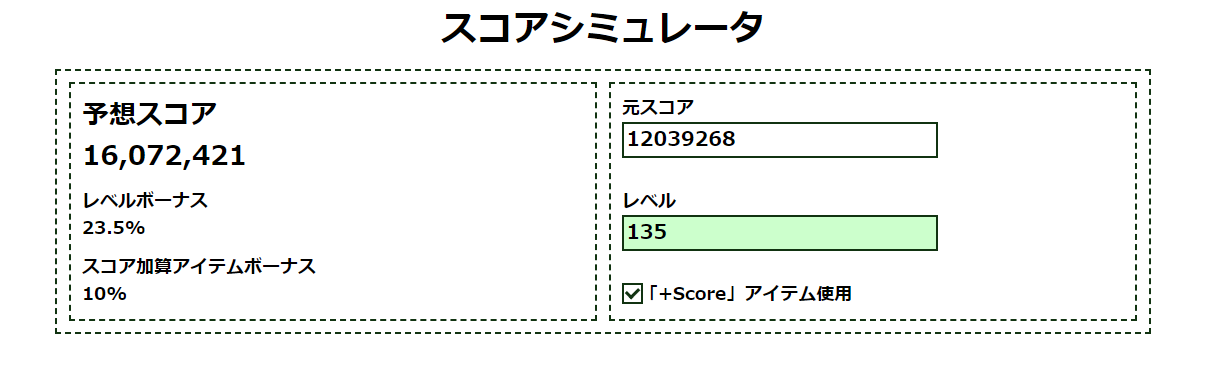 スコアシミュレータ
予想スコア
16,072,421
レベルボーナス
23.5%
スコア加算アイテムボーナス
10%
元スコア
12039268
レベル
135
「+Score」アイテム使用